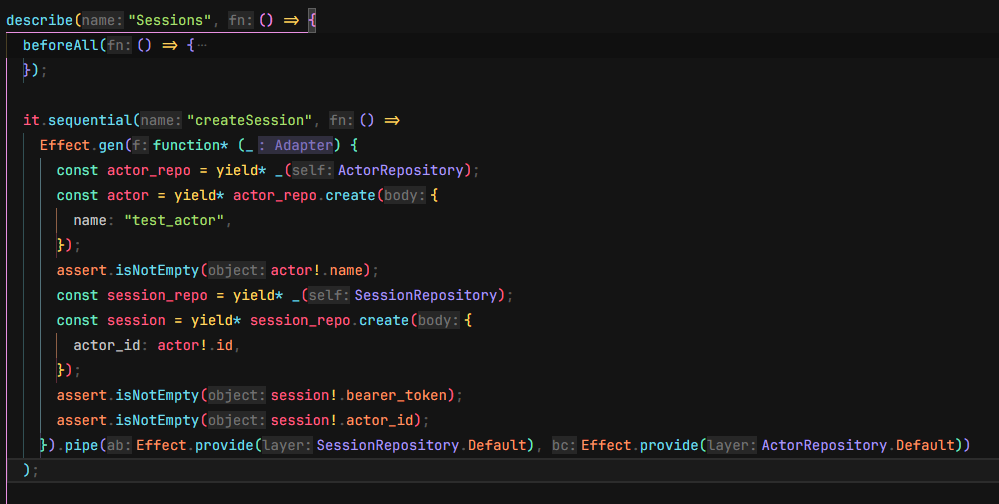 describe(name: "Sessions", fn: () => {
  beforeAll(fn: () => {⋯
  });

  it.sequential(name: "createSession", fn: () =>
    Effect.gen(f: function* (_: Adapter) {
      const actor_repo = yield* _(self: ActorRepository);
      const actor = yield* actor_repo.create(body: {
        name: "test_actor",
      });
      assert.isNotEmpty(object: actor!.name);
      const session_repo = yield* _(self: SessionRepository);
      const session = yield* session_repo.create(body: {
        actor_id: actor!.id,
      });
      assert.isNotEmpty(object: session!.bearer_token);
      assert.isNotEmpty(object: session!.actor_id);
    }).pipe(ab: Effect.provide(layer: SessionRepository.Default), bc: Effect.provide(layer: ActorRepository.Default))
  );